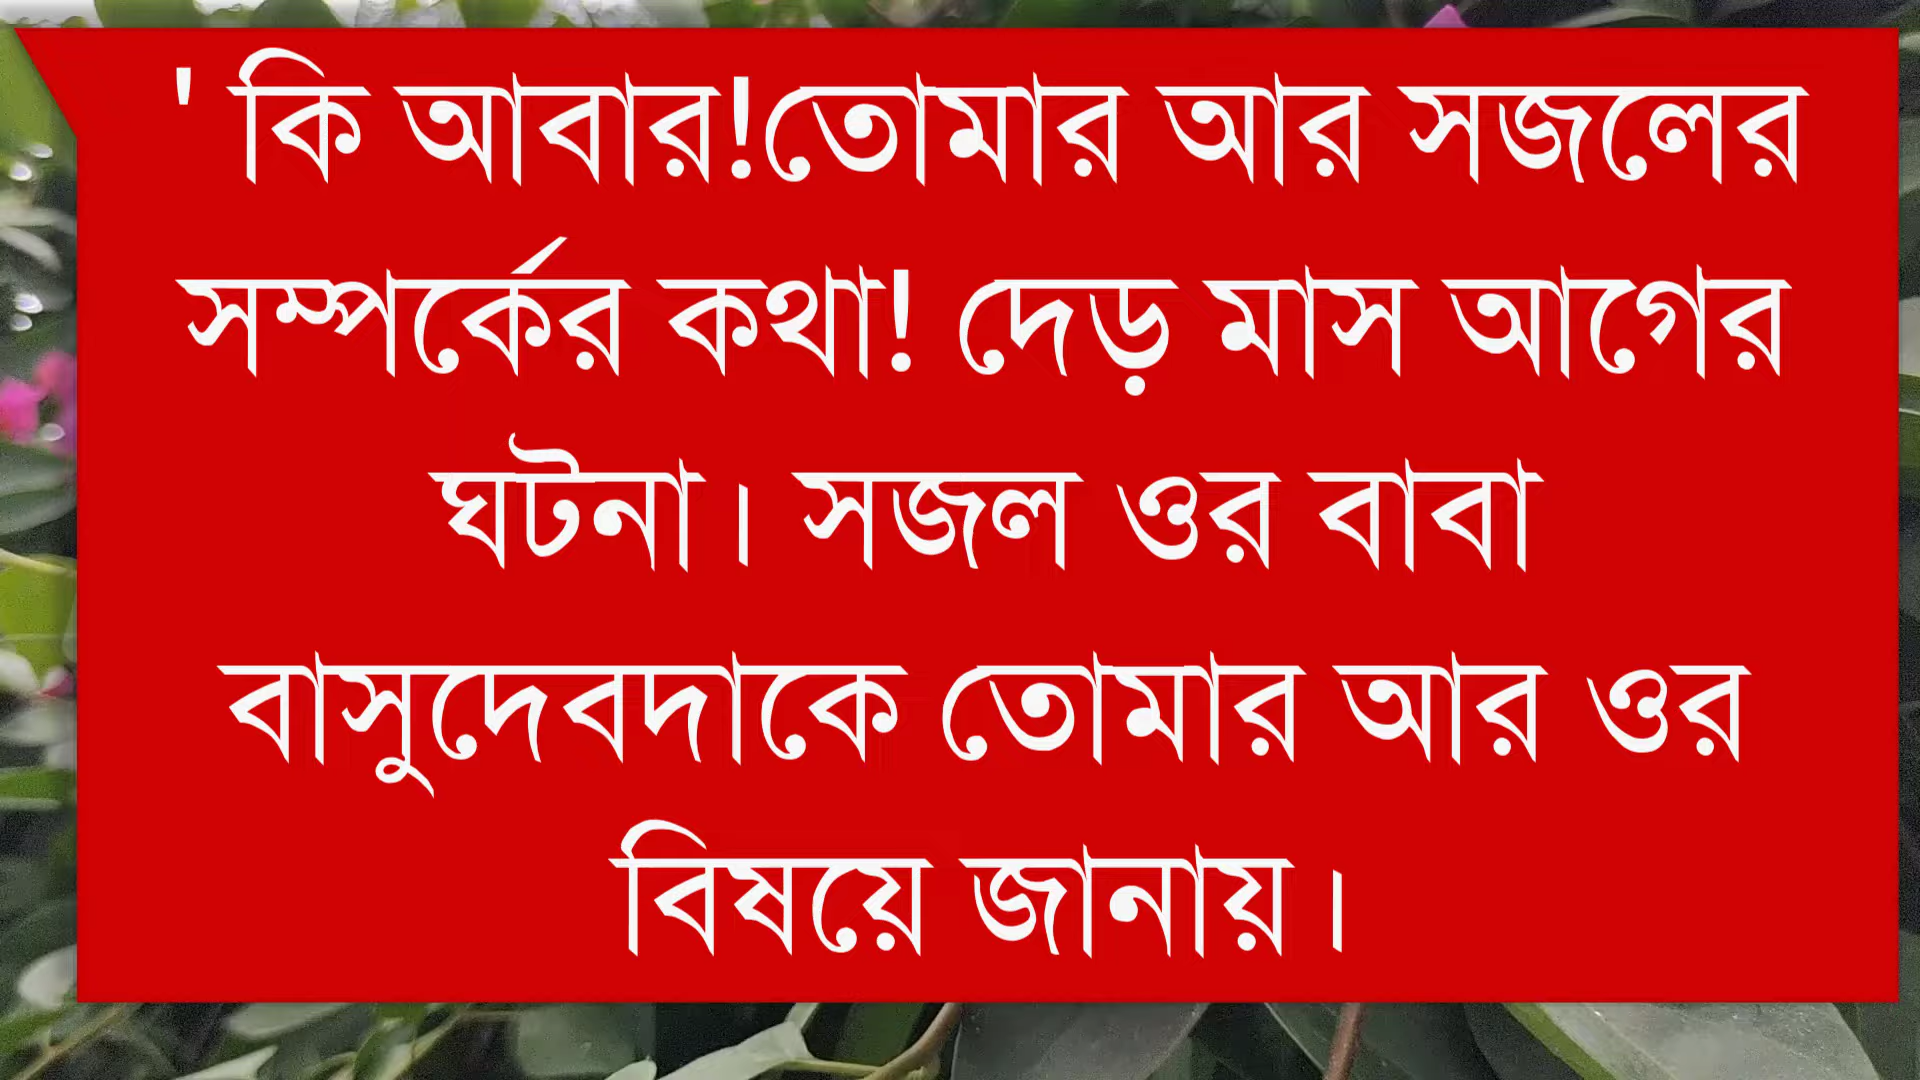 ' কি আবার!তোমার আর সজলের
সম্পর্কের কথা! দেড় মাস আগের
ঘটনা। সজল ওর বাবা
বাসুদেবদাকে তোমার আর ওর
বিষয়ে জানায়।